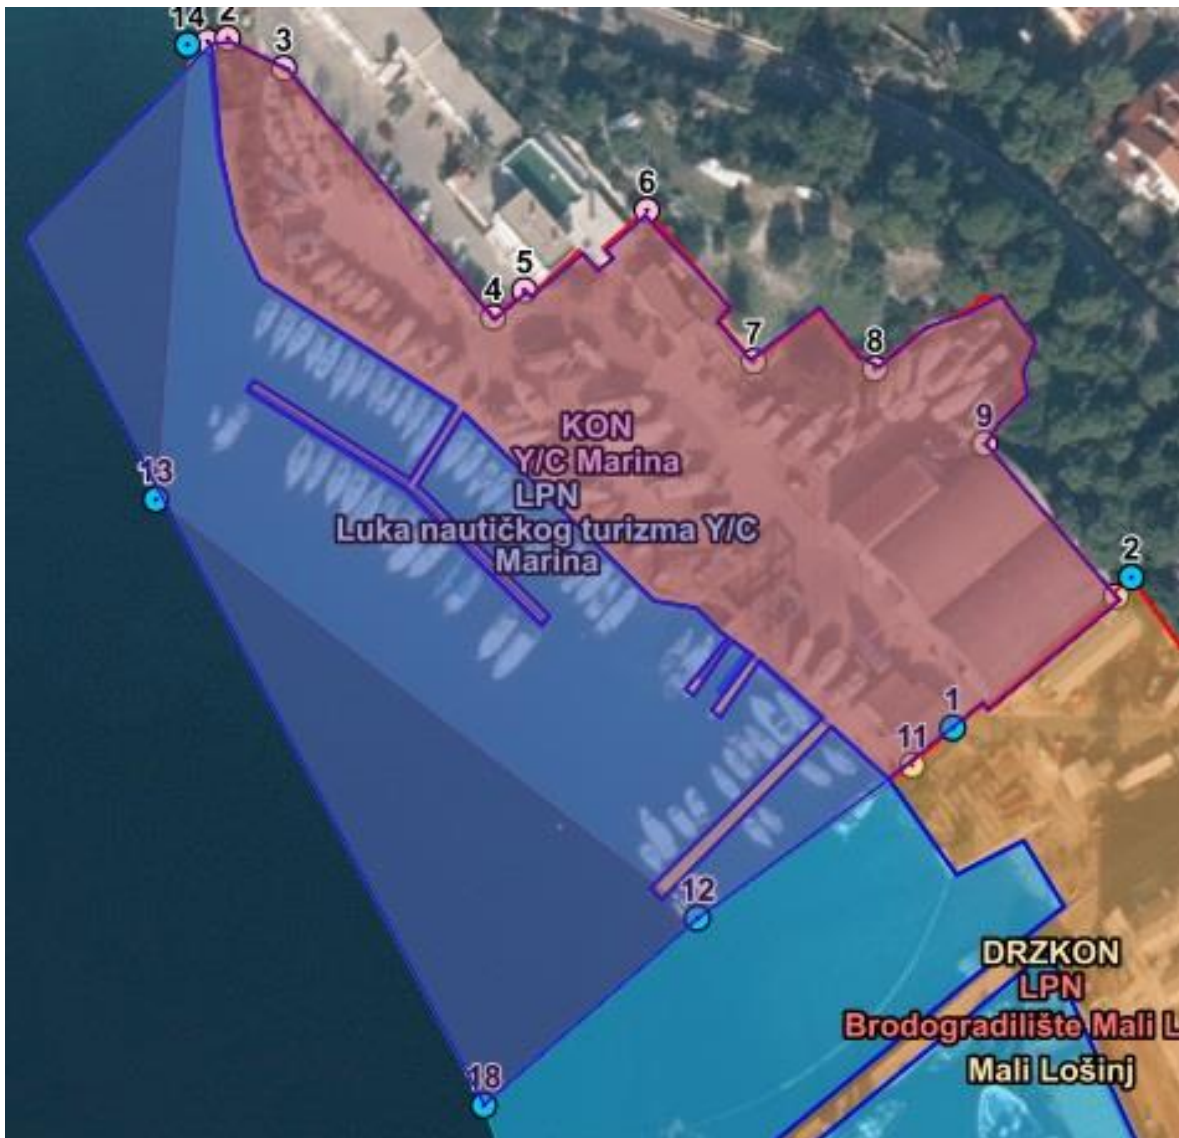 14
2
3
6
5
4
7
8
9
KON
Y/C Marina
LPN
Luka nautičkog turizma Y/C
Marina
13
2
1
11
12
DRZKON
LPN
Brodogradilište Mali L
Mali Lošinj
18